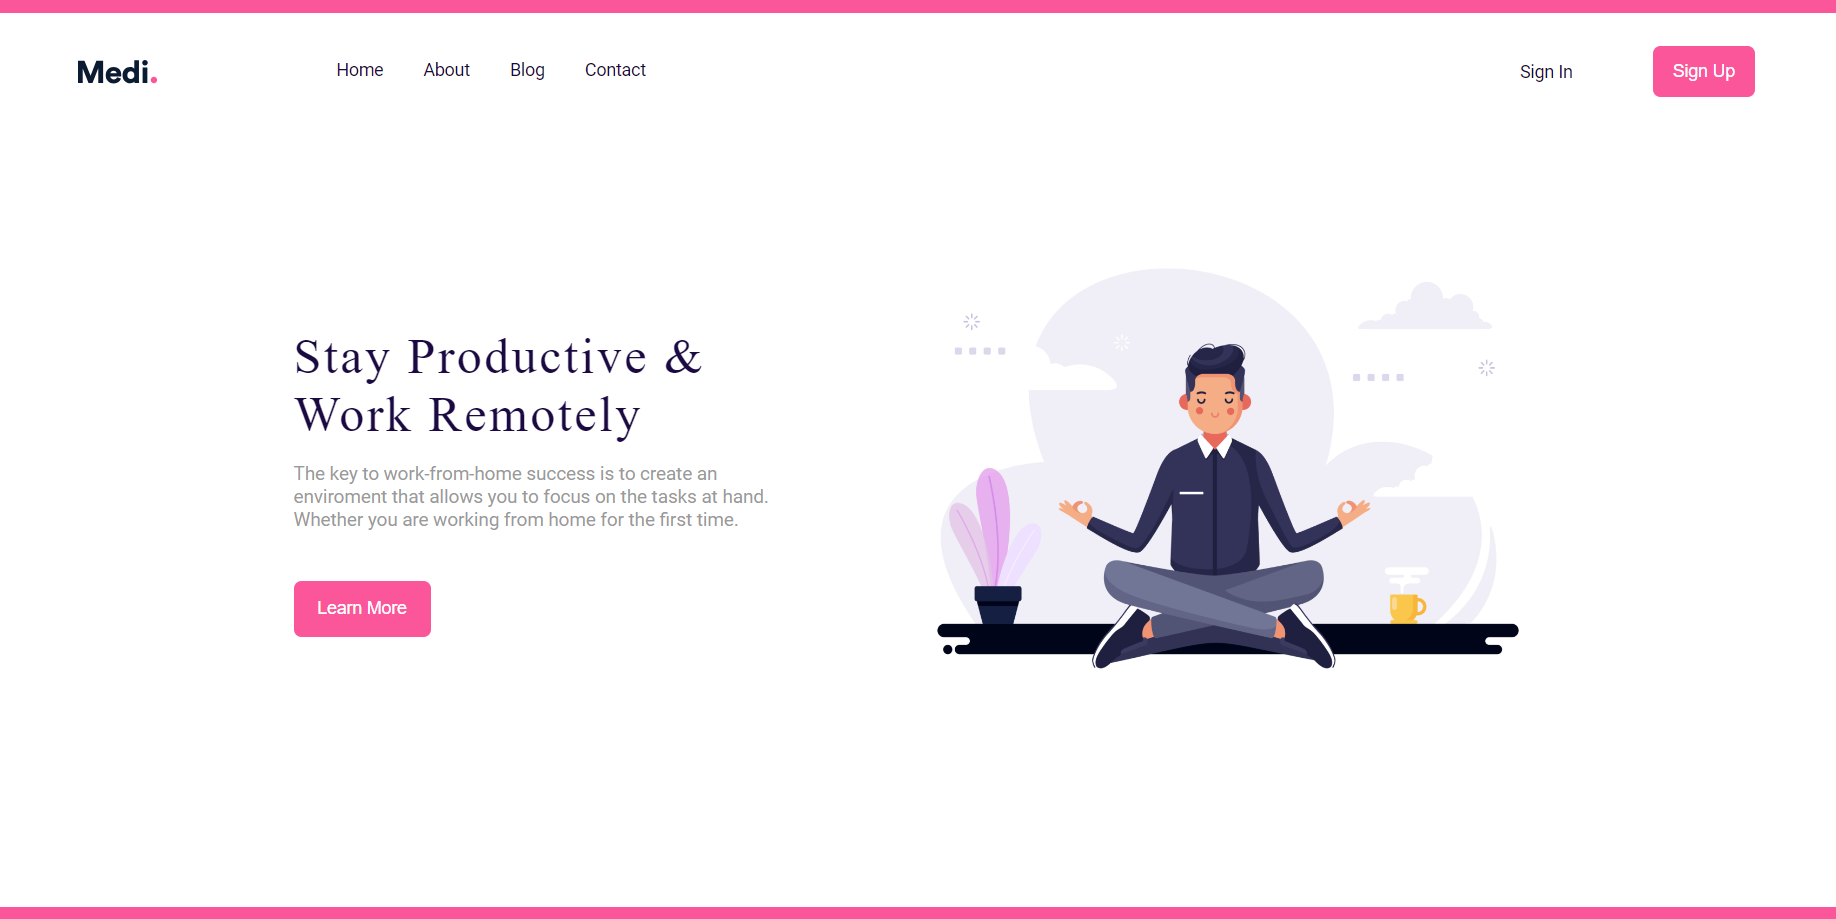 Medi.
Home About Blog Contact
Sign In
Sign Up
Stay Productive &
Work Remotely
The key to work-from-home success is to create an
enviroment that allows you to focus on the tasks at hand.
Whether you are working from home for the first time.
Learn More